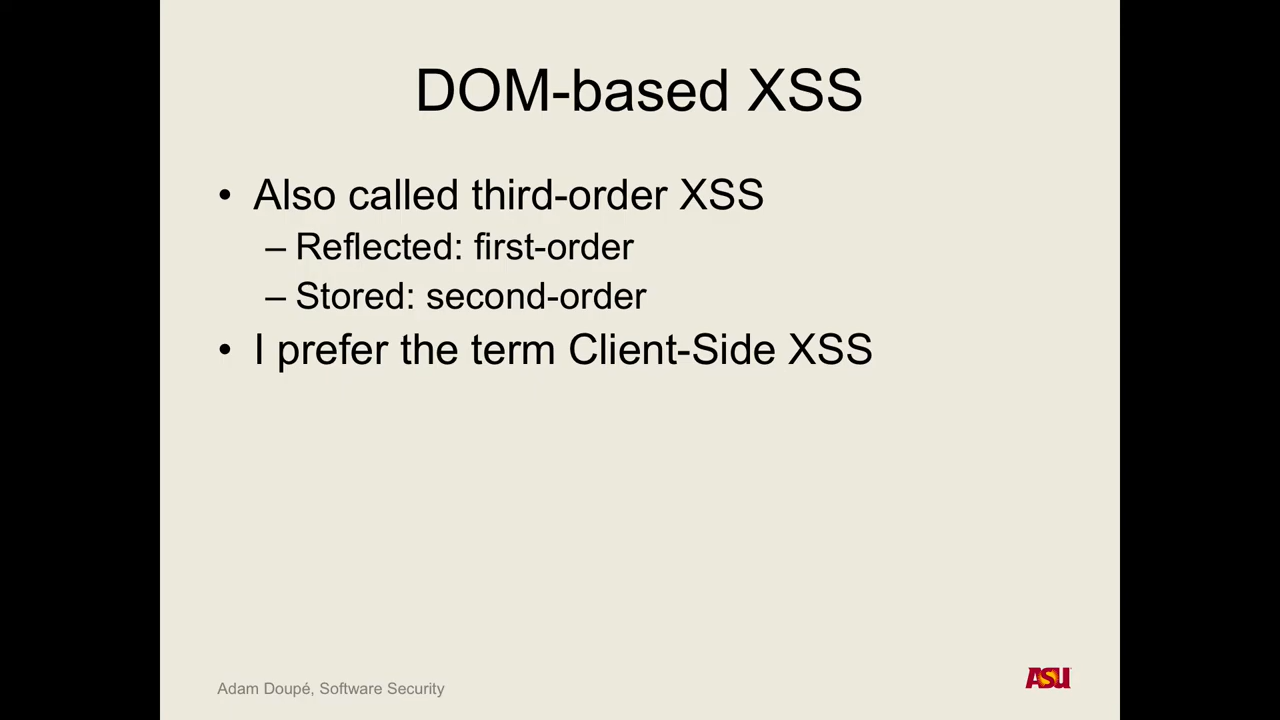 DOM-based XSS
• Also called third-order XSS
– Reflected: first-order
– Stored: second-order
• I prefer the term Client-Side XSS
Adam Doupé, Software Security
ASU